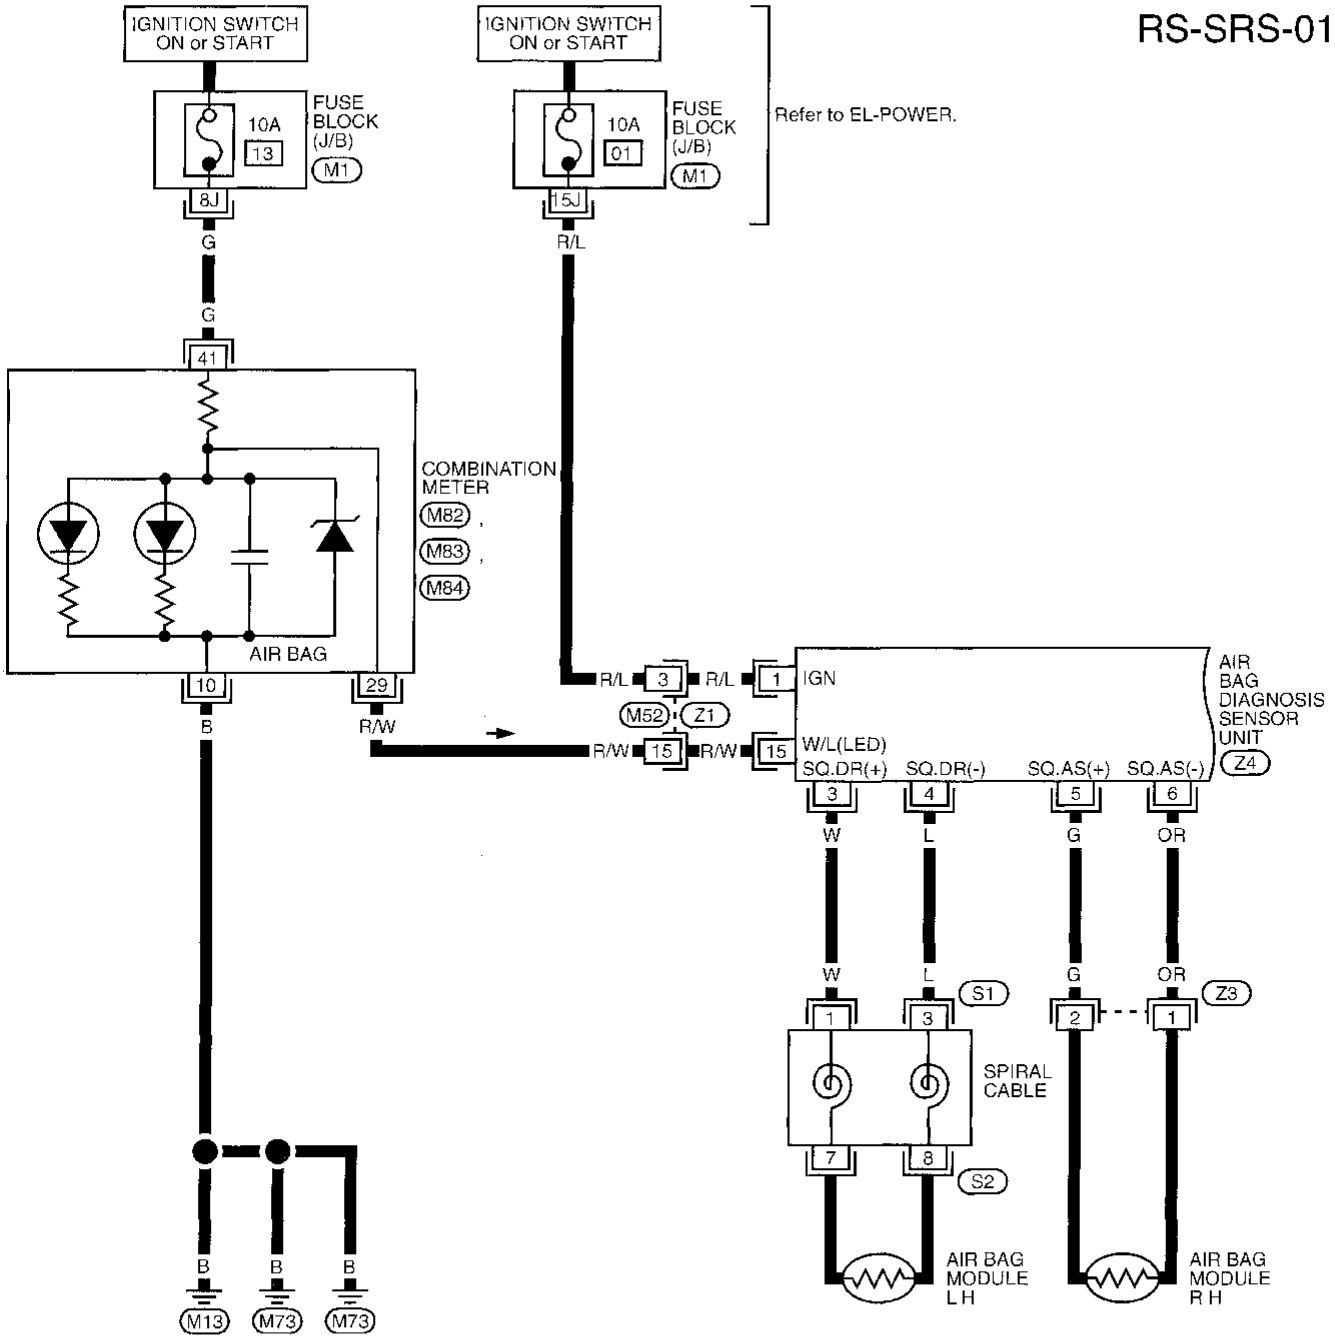 RS-SRS-01
IGNITION SWITCH
ON or START
IGNITION SWITCH
ON or START
FUSE
BLOCK
(J/B)
M1
10A
13
8J
FUSE
BLOCK
(J/B)
M1
10A
01
15J
Refer to EL-POWER.
G
G
R/L
41
COMBINATION
METER
M82 ,
M83 ,
M84
AIR BAG
10
29
B
R/W
R/L
3
R/L
1
IGN
M52
Z1
R/W
15
R/W
15
W/L(LED)
AIR
BAG
DIAGNOSIS
SENSOR
UNIT
Z4
SQ.DR(+)
SQ.DR(-)
SQ.AS(+)
SQ.AS(-)
3
4
5
6
W
L
G
OR
W
L
G
OR
S1
Z3
1
3
2
1
SPIRAL
CABLE
7
8
S2
AIR BAG
MODULE
L H
AIR BAG
MODULE
R H
B
B
B
M13
M73
M73